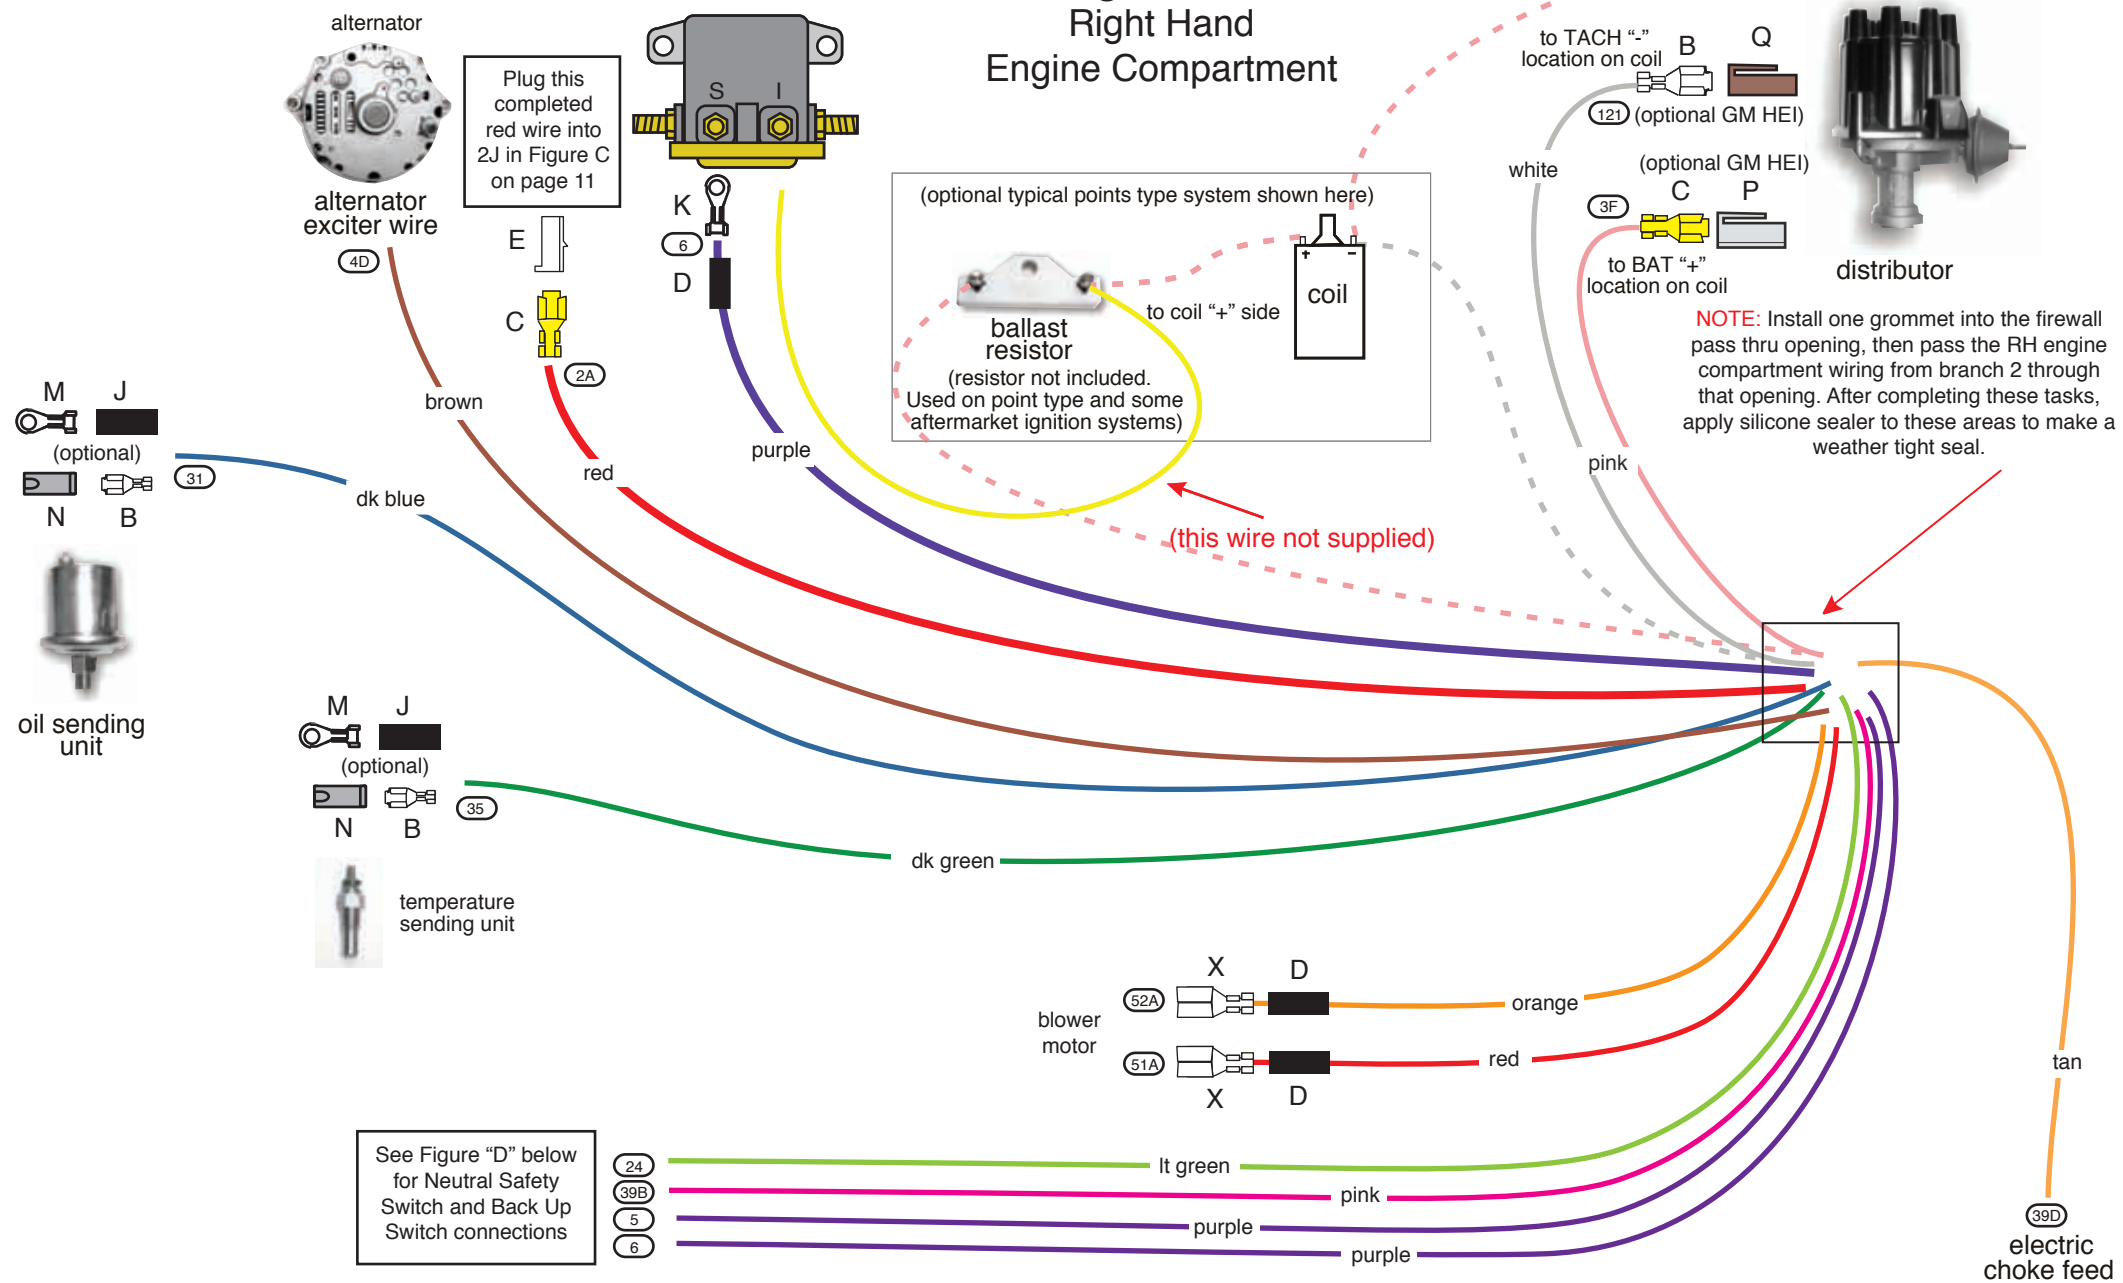 Right Hand
Engine Compartment
alternator
Plug this
completed
red wire into
2J in Figure C
on page 11
S
I
alternator
exciter wire
4D
E
C
2A
K
6
D
(optional typical points type system shown here)
+
–
coil
to coil “+” side
ballast
resistor
(resistor not included.
Used on point type and some
aftermarket ignition systems)
to TACH “-”
location on coil
B
Q
121
(optional GM HEI)
white
(optional GM HEI)
3F
C
P
to BAT “+”
location on coil
distributor
NOTE: Install one grommet into the firewall
pass thru opening, then pass the RH engine
compartment wiring from branch 2 through
that opening. After completing these tasks,
apply silicone sealer to these areas to make a
weather tight seal.
pink
(this wire not supplied)
brown
red
purple
M
J
(optional)
31
N
B
dk blue
oil sending
unit
M
J
(optional)
35
N
B
dk green
temperature
sending unit
X
D
52A
orange
blower
motor
51A
red
X
D
tan
See Figure “D” below
for Neutral Safety
Switch and Back Up
Switch connections
24
lt green
39B
pink
5
purple
6
purple
39D
electric
choke feed